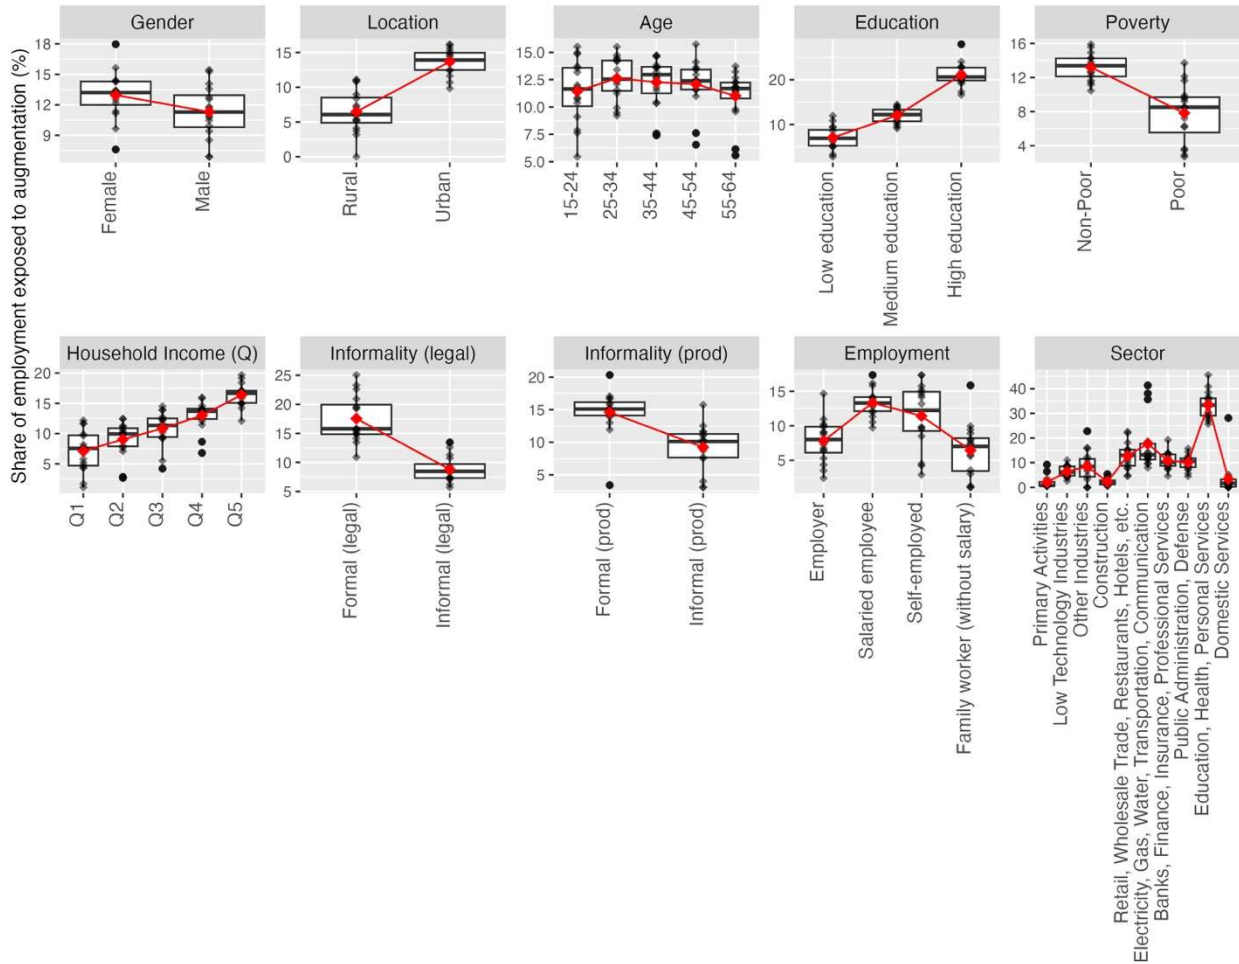 Share of employment exposed to augmentation (%)
Gender
18
15
12
9
Female
Male
Location
15
10
5
0
Rural
Urban
Age
15.0
12.5
10.0
7.5
5.0
15-24
25-34
35-44
45-54
55-64
Education
20
10
Low education
Medium education
High education
Poverty
16
12
8
4
Non-Poor
Poor
Household Income (Q)
20
15
10
5
Q1
Q2
Q3
Q4
Q5
Informality (legal)
25
20
15
10
5
Formal (legal)
Informal (legal)
Informality (prod)
20
15
10
5
Formal (prod)
Informal (prod)
Employment
15
10
5
Employer
Salaried employee
Self-employed
Family worker (without salary)
Sector
40
30
20
10
0
Primary Activities
Low Technology Industries
Other Industries
Construction
Retail, Wholesale Trade, Restaurants, Hotels, etc.
Electricity, Gas, Water, Transportation, Communication
Banks, Finance, Insurance, Professional Services
Public Administration, Defense
Education, Health, Personal Services
Domestic Services